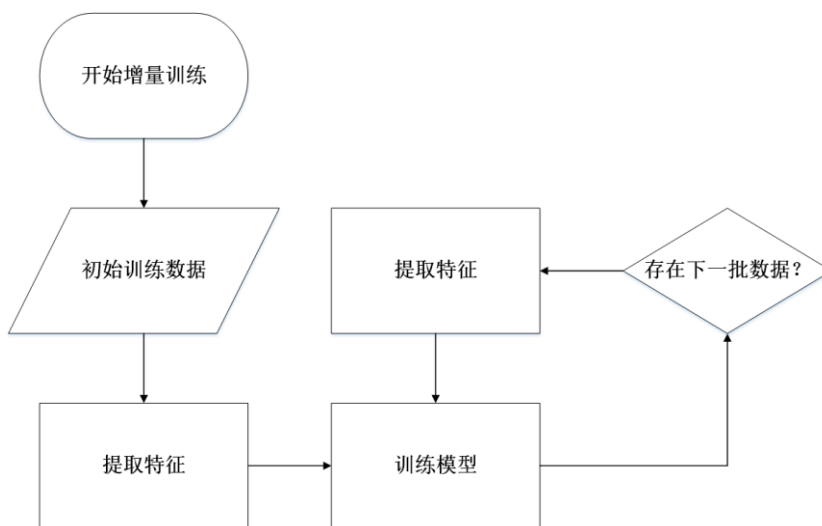 开始增量训练
初始训练数据
提取特征
存在下一批数据？
提取特征
训练模型